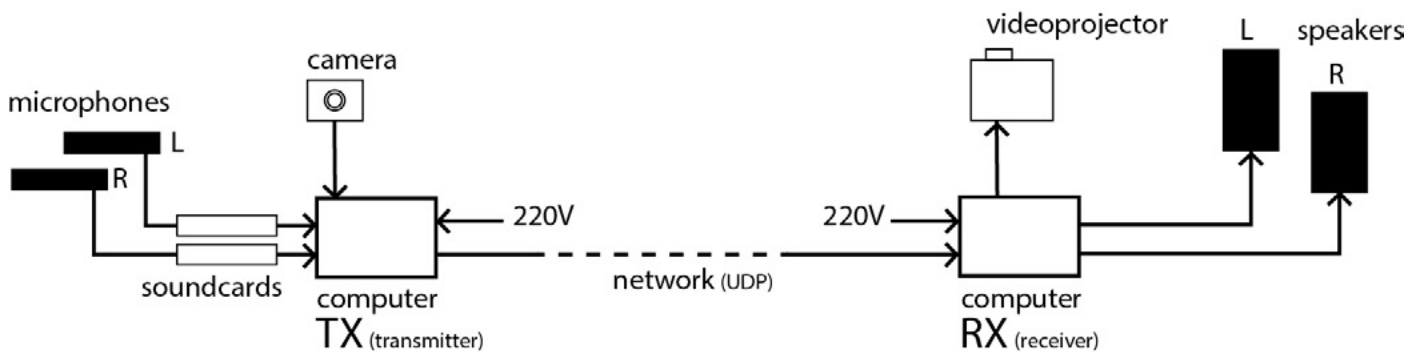 microphones
L
R
soundcards
camera
220V
computer
TX (transmitter)
network (UDP)
videoprojector
220V
computer
RX (receiver)
L
speakers
R